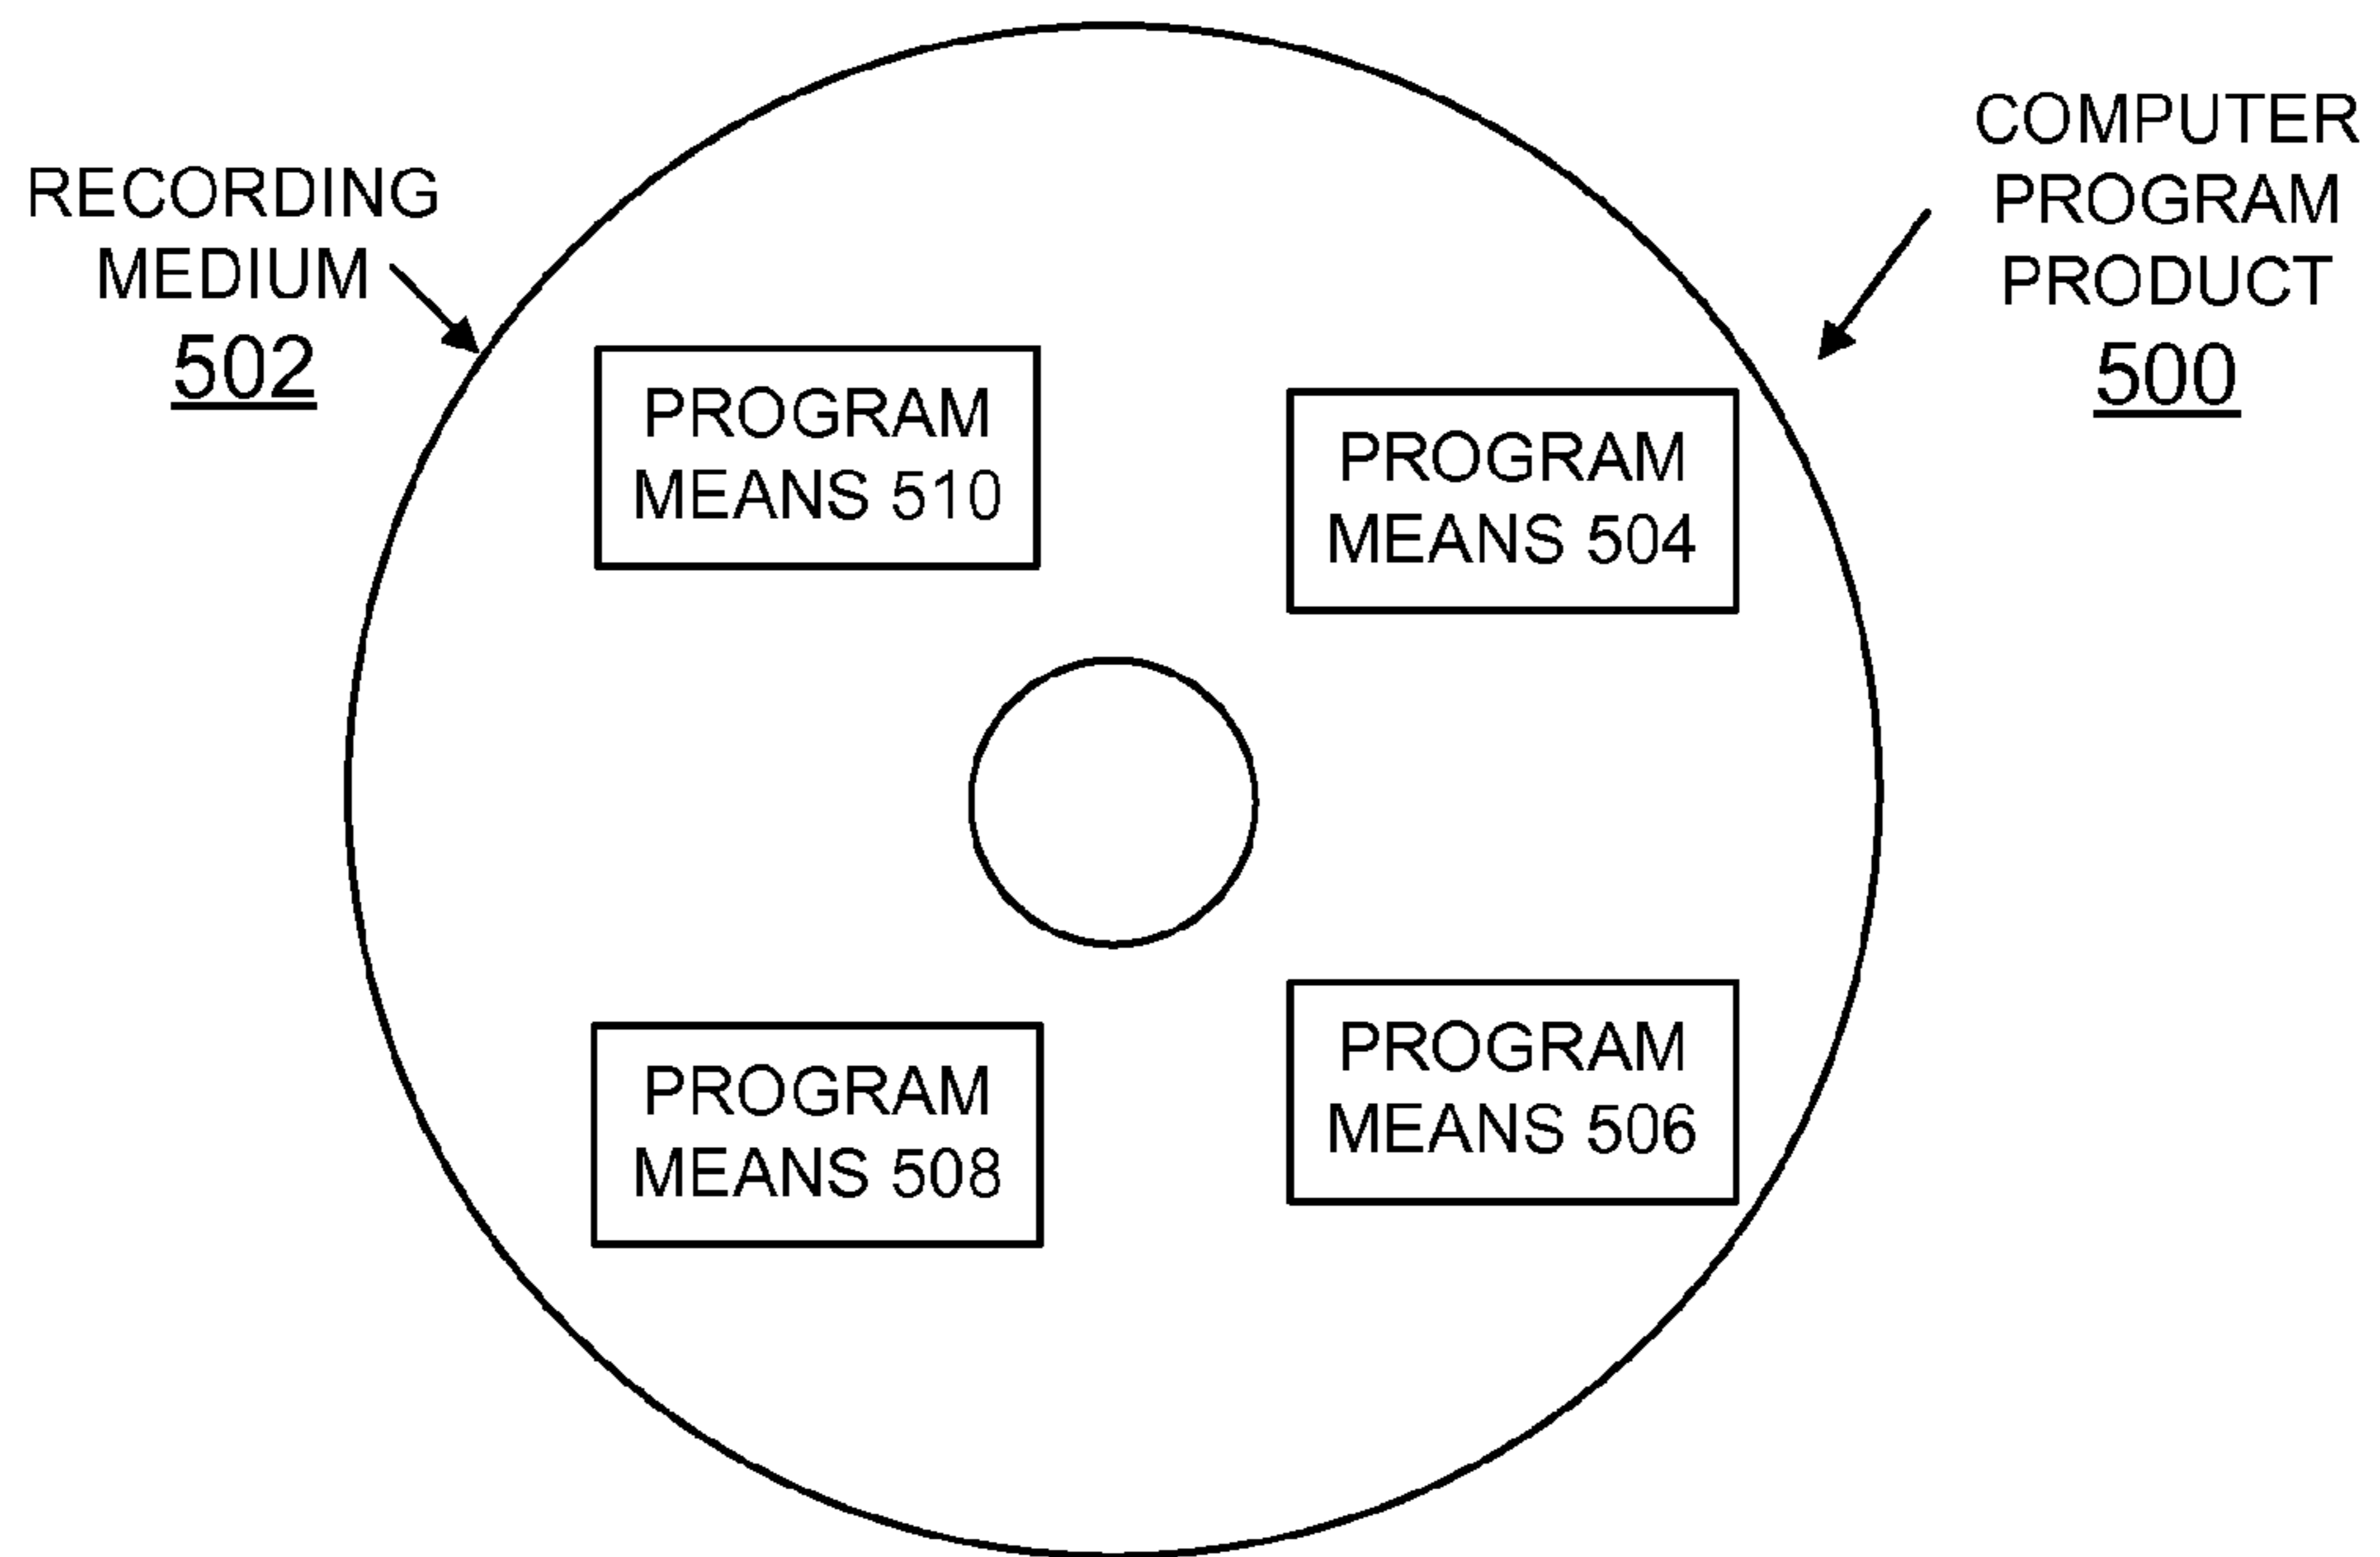 RECORDING
MEDIUM
502
COMPUTER
PROGRAM
PRODUCT
500
PROGRAM
MEANS 510
PROGRAM
MEANS 504
PROGRAM
MEANS 508
PROGRAM
MEANS 506